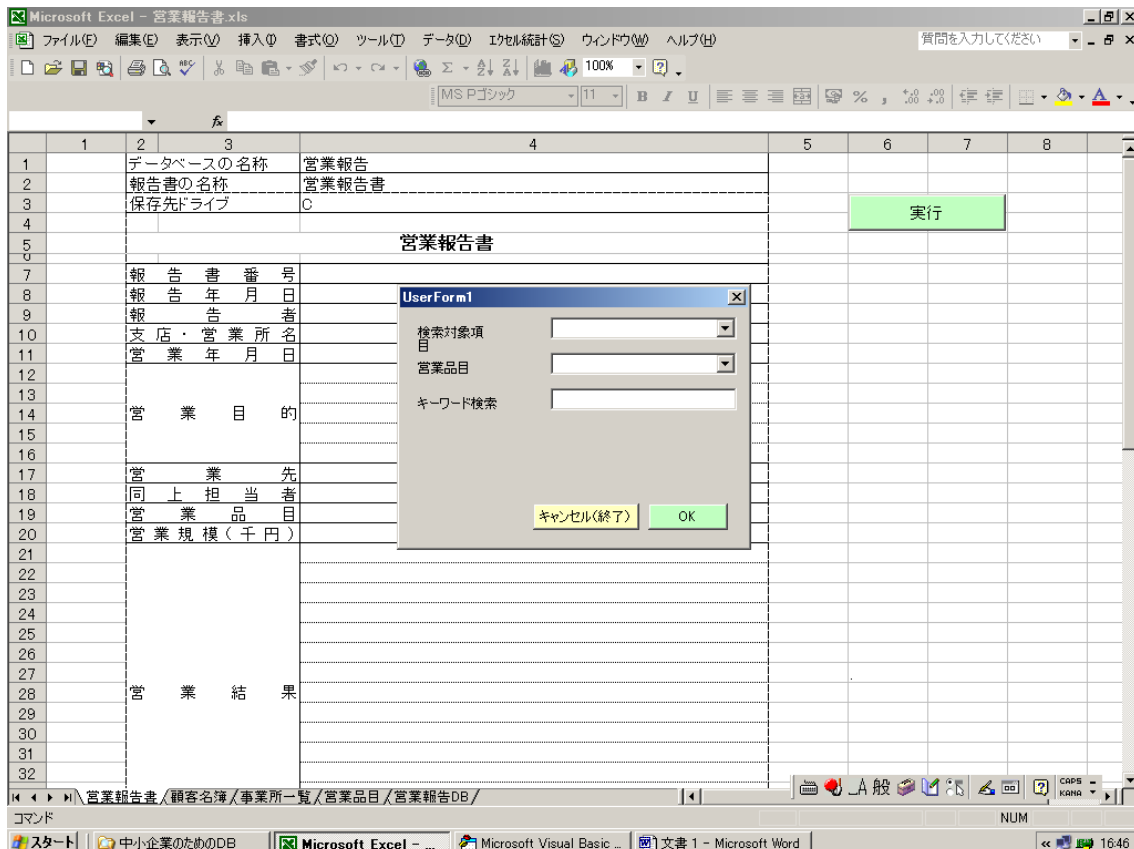 Microsoft Excel - 営業報告書.xls
ファイル(F) 編集(E) 表示(V) 挿入(I) 書式(O) ツール(T) データ(D) エクセル統計(S) ウィンドウ(W) ヘルプ(H) 質問を入力してください
100%
MS Pゴシック 11 B I U
fx
1 2 3 4 5 6 7 8
1 データベースの名称 営業報告
2 報告書の名称 営業報告書
3 保存先ドライブ C
実行
4
5 営業報告書
6
7 報告書番号
8 報告年月日
9 報告者
10 支店・営業所名
11 営業年月日
12
13
14 営業目的
15
16
17 営業先
18 同上担当者
19 営業品目
20 営業規模(千円)
21
22
23
24
25
26
27
28 営業結果
29
30
31
32
UserForm1
検索対象項
目
営業品目
キーワード検索
キャンセル(終了) OK
営業報告書 顧客名簿 事業所一覧 営業品目 営業報告DB
A 般 CAPS KANA
コマンド NUM
スタート 中小企業のためのDB Microsoft Excel - ... Microsoft Visual Basic ... 文書 1 - Microsoft Word 16:46